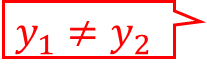 y₁ ≠ y₂